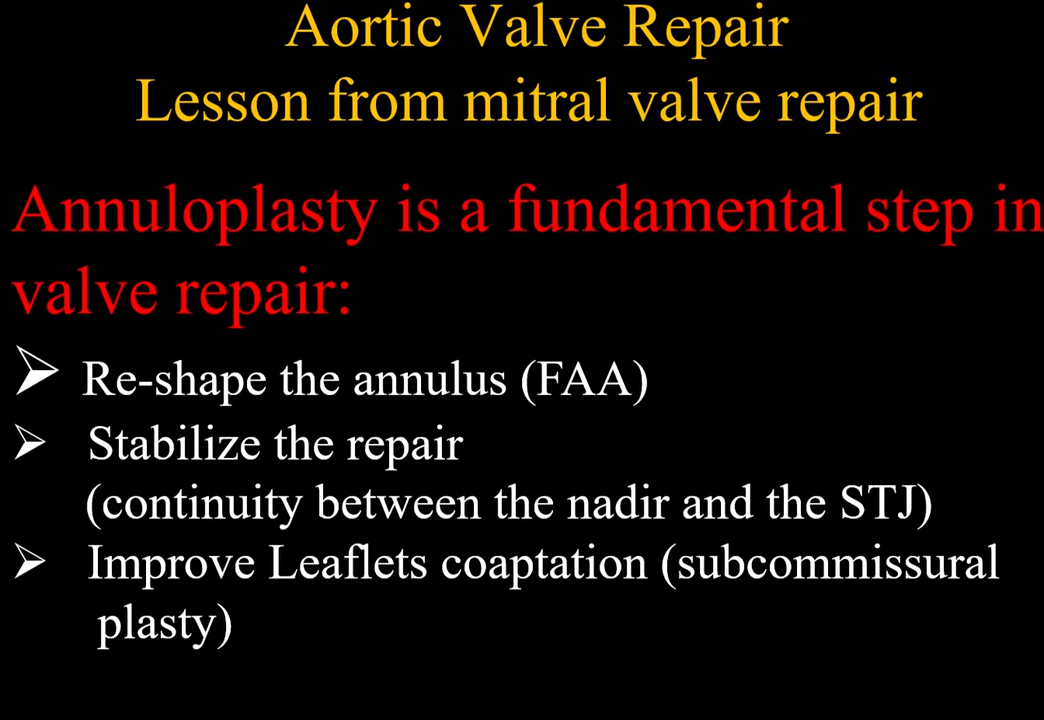 Aortic Valve Repair
Lesson from mitral valve repair
Annuloplasty is a fundamental step in
valve repair:
➢ Re-shape the annulus (FAA)
➢ Stabilize the repair
(continuity between the nadir and the STJ)
➢ Improve Leaflets coaptation (subcommissural
plasty)